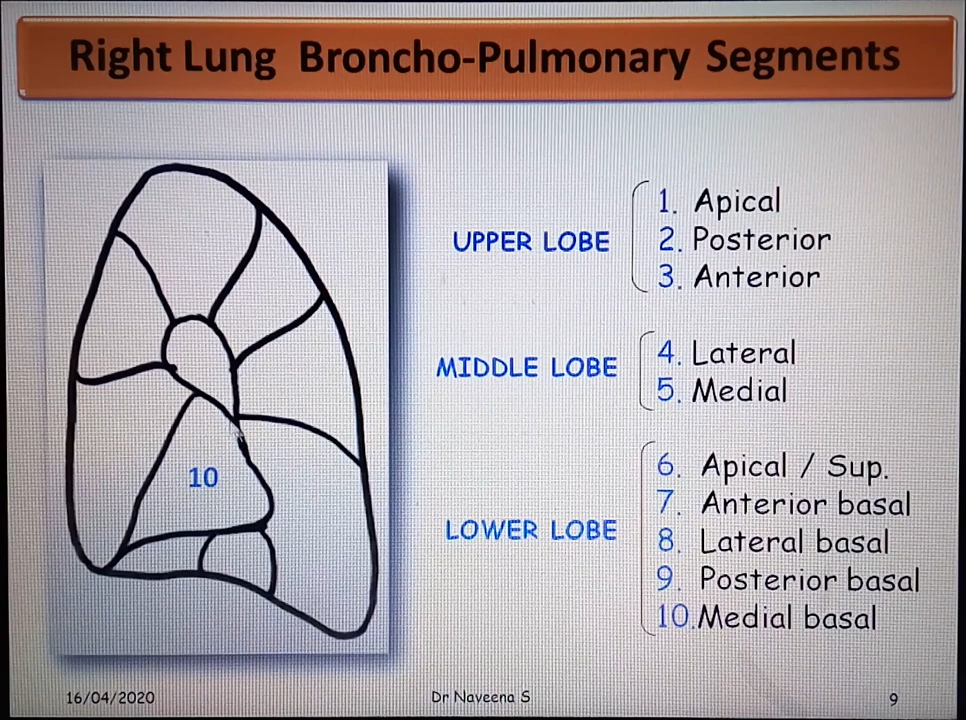 Right Lung Broncho-Pulmonary Segments
UPPER LOBE
1. Apical
2. Posterior
3. Anterior
MIDDLE LOBE
4. Lateral
5. Medial
10
LOWER LOBE
6. Apical / Sup.
7. Anterior basal
8. Lateral basal
9. Posterior basal
10.Medial basal
16/04/2020
Dr Naveena S
9